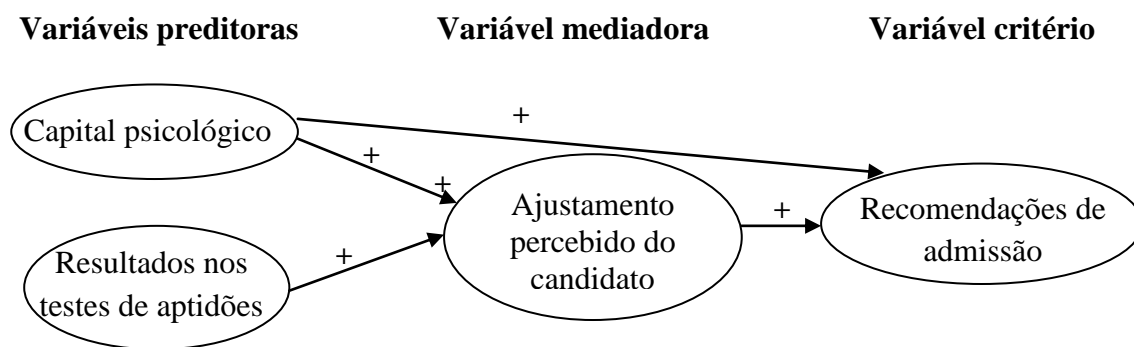 Variáveis preditoras
Variável mediadora
Variável critério
+
Capital psicológico
+
+
Ajustamento
percebido do
candidato
+
Recomendações de
admissão
Resultados nos
testes de aptidões
+